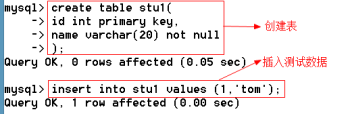 mysql> create table stu1(
    -> id int primary key,
    -> name varchar(20) not null
    -> );
创建表
Query OK, 0 rows affected (0.05 sec)
插入测试数据
mysql> insert into stu1 values (1,'tom');
Query OK, 1 row affected (0.00 sec)